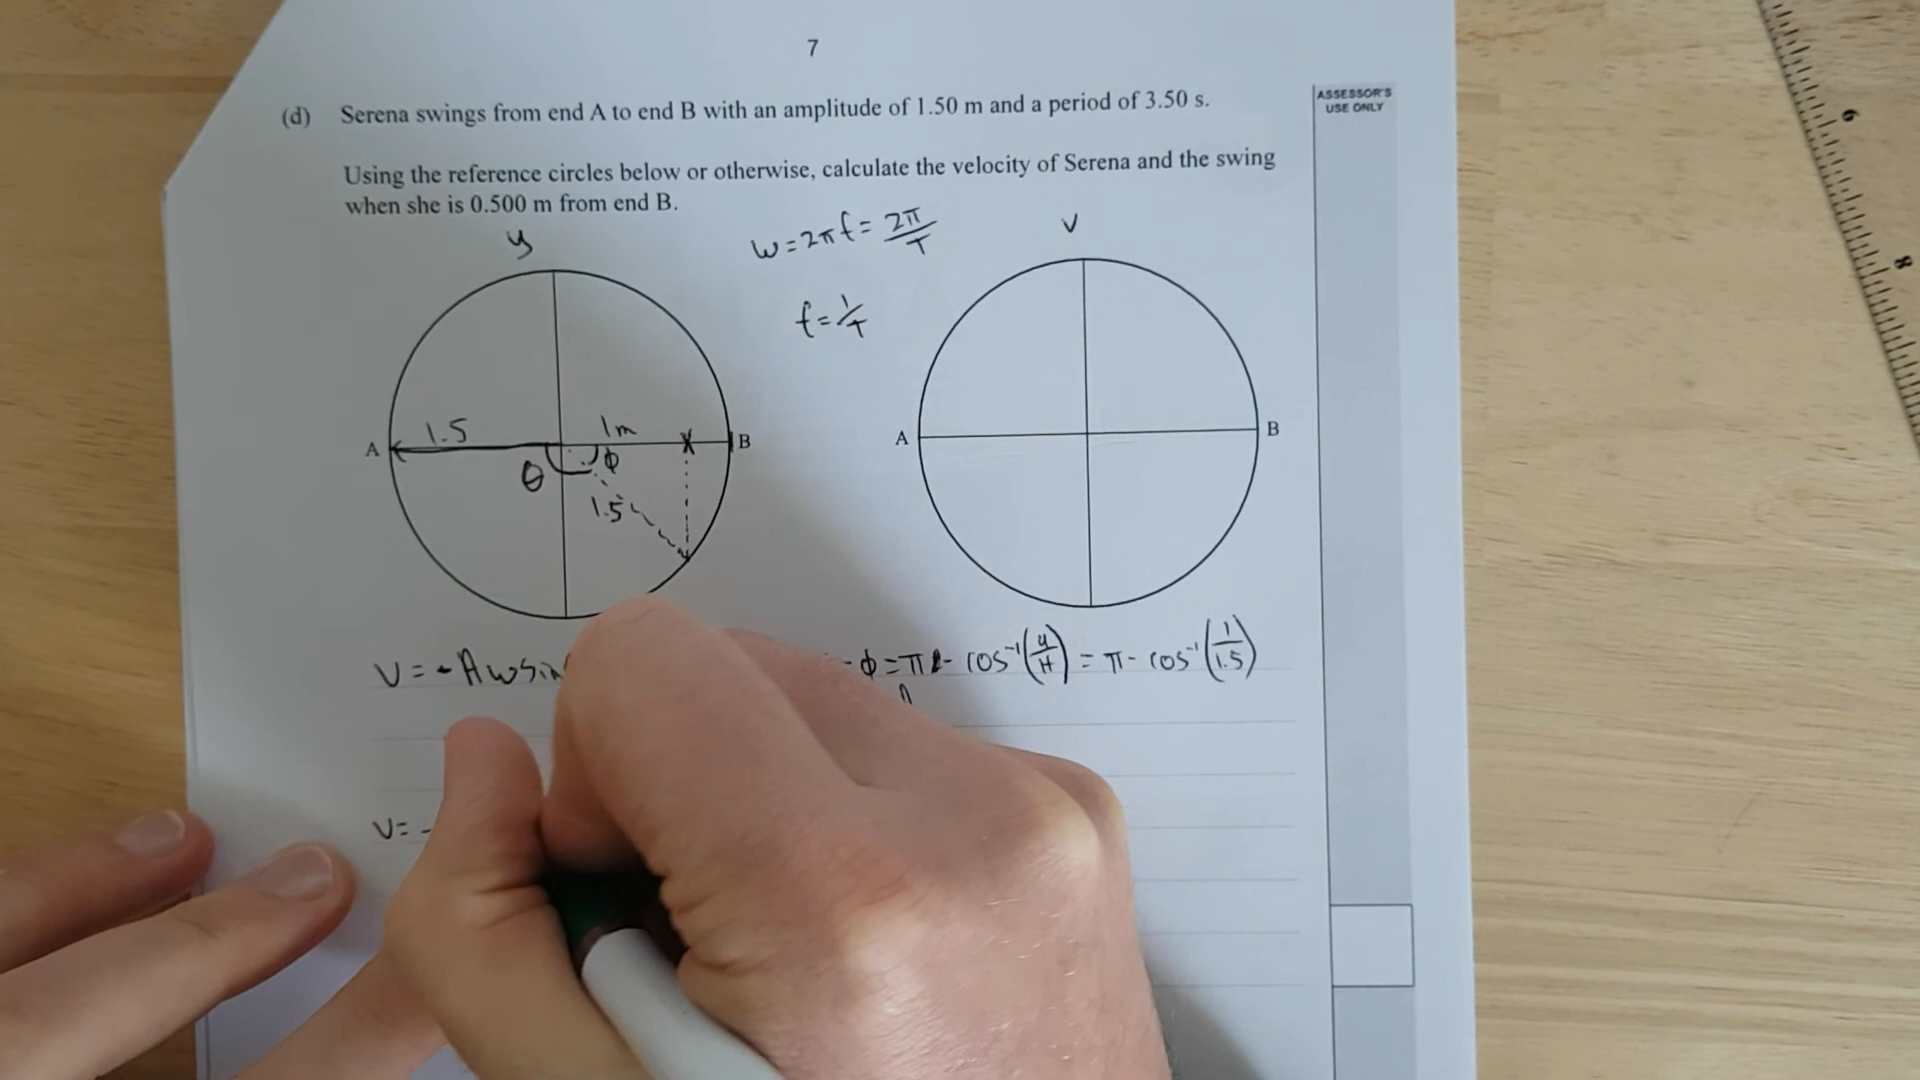 7
(d) Serena swings from end A to end B with an amplitude of 1.50 m and a period of 3.50 s.
ASSESSOR'S
USE ONLY
Using the reference circles below or otherwise, calculate the velocity of Serena and the swing
when she is 0.500 m from end B.
y
ω=2πf=2π/T
v
f=1/T
A
1.5
1m
B
θ
ϕ
1.5
A
B
V=-Aωsin
-ϕ=π- cos⁻¹(y/H) = π- cos⁻¹(1/1.5)
V= -
6
8